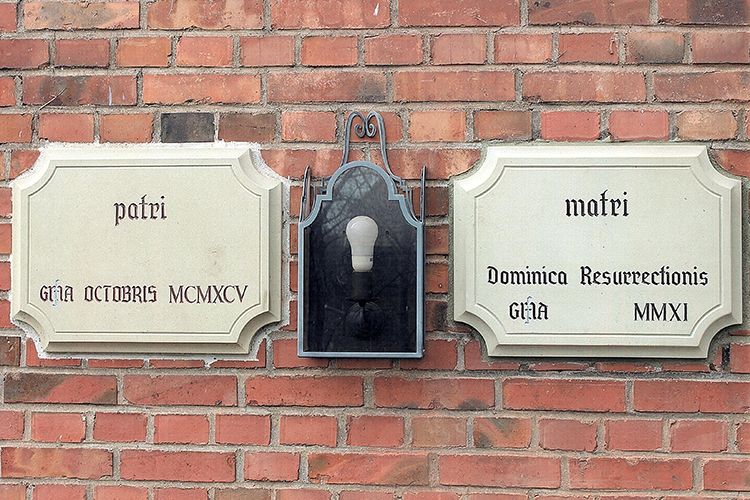 patri
OCTOBRIS MCMXCV
matri
Dominica Resurrectionis
MMXI